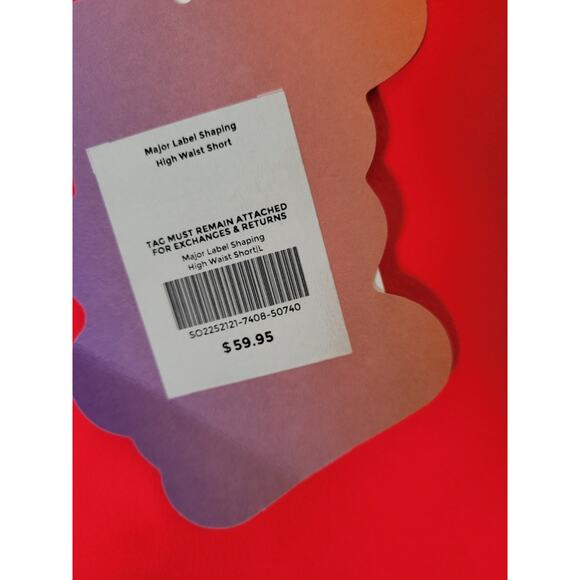 Major Label Shaping
High Waist Short
TAG MUST REMAIN ATTACHED
FOR EXCHANGES & RETURNS
Major Label Shaping
High Waist Short|L
SO2252121-7408-50740
$59.95